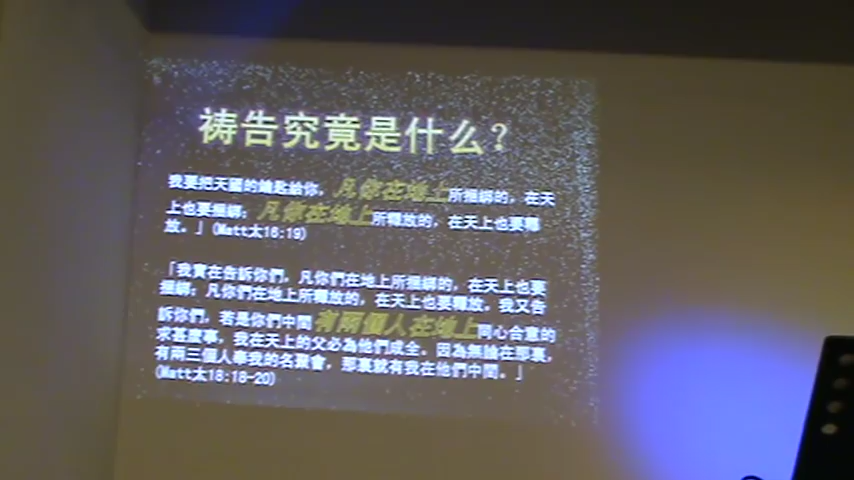 祷告究竟是什么？
我要把天國的鑰匙給你，凡你在地上所捆綁的，在天
上也要捆綁；凡你在地上所釋放的，在天上也要釋
放。」(Matt太16:19)
「我實在告訴你們，凡你們在地上所捆綁的，在天上也要
捆綁；凡你們在地上所釋放的，在天上也要釋放。我又告
訴你們，若是你們中間有兩個人在地上同心合意的
求甚麼事，我在天上的父必為他們成全。因為無論在那裏，
有兩三個人奉我的名聚會，那裏就有我在他們中間。」
(Matt太18:18-20)